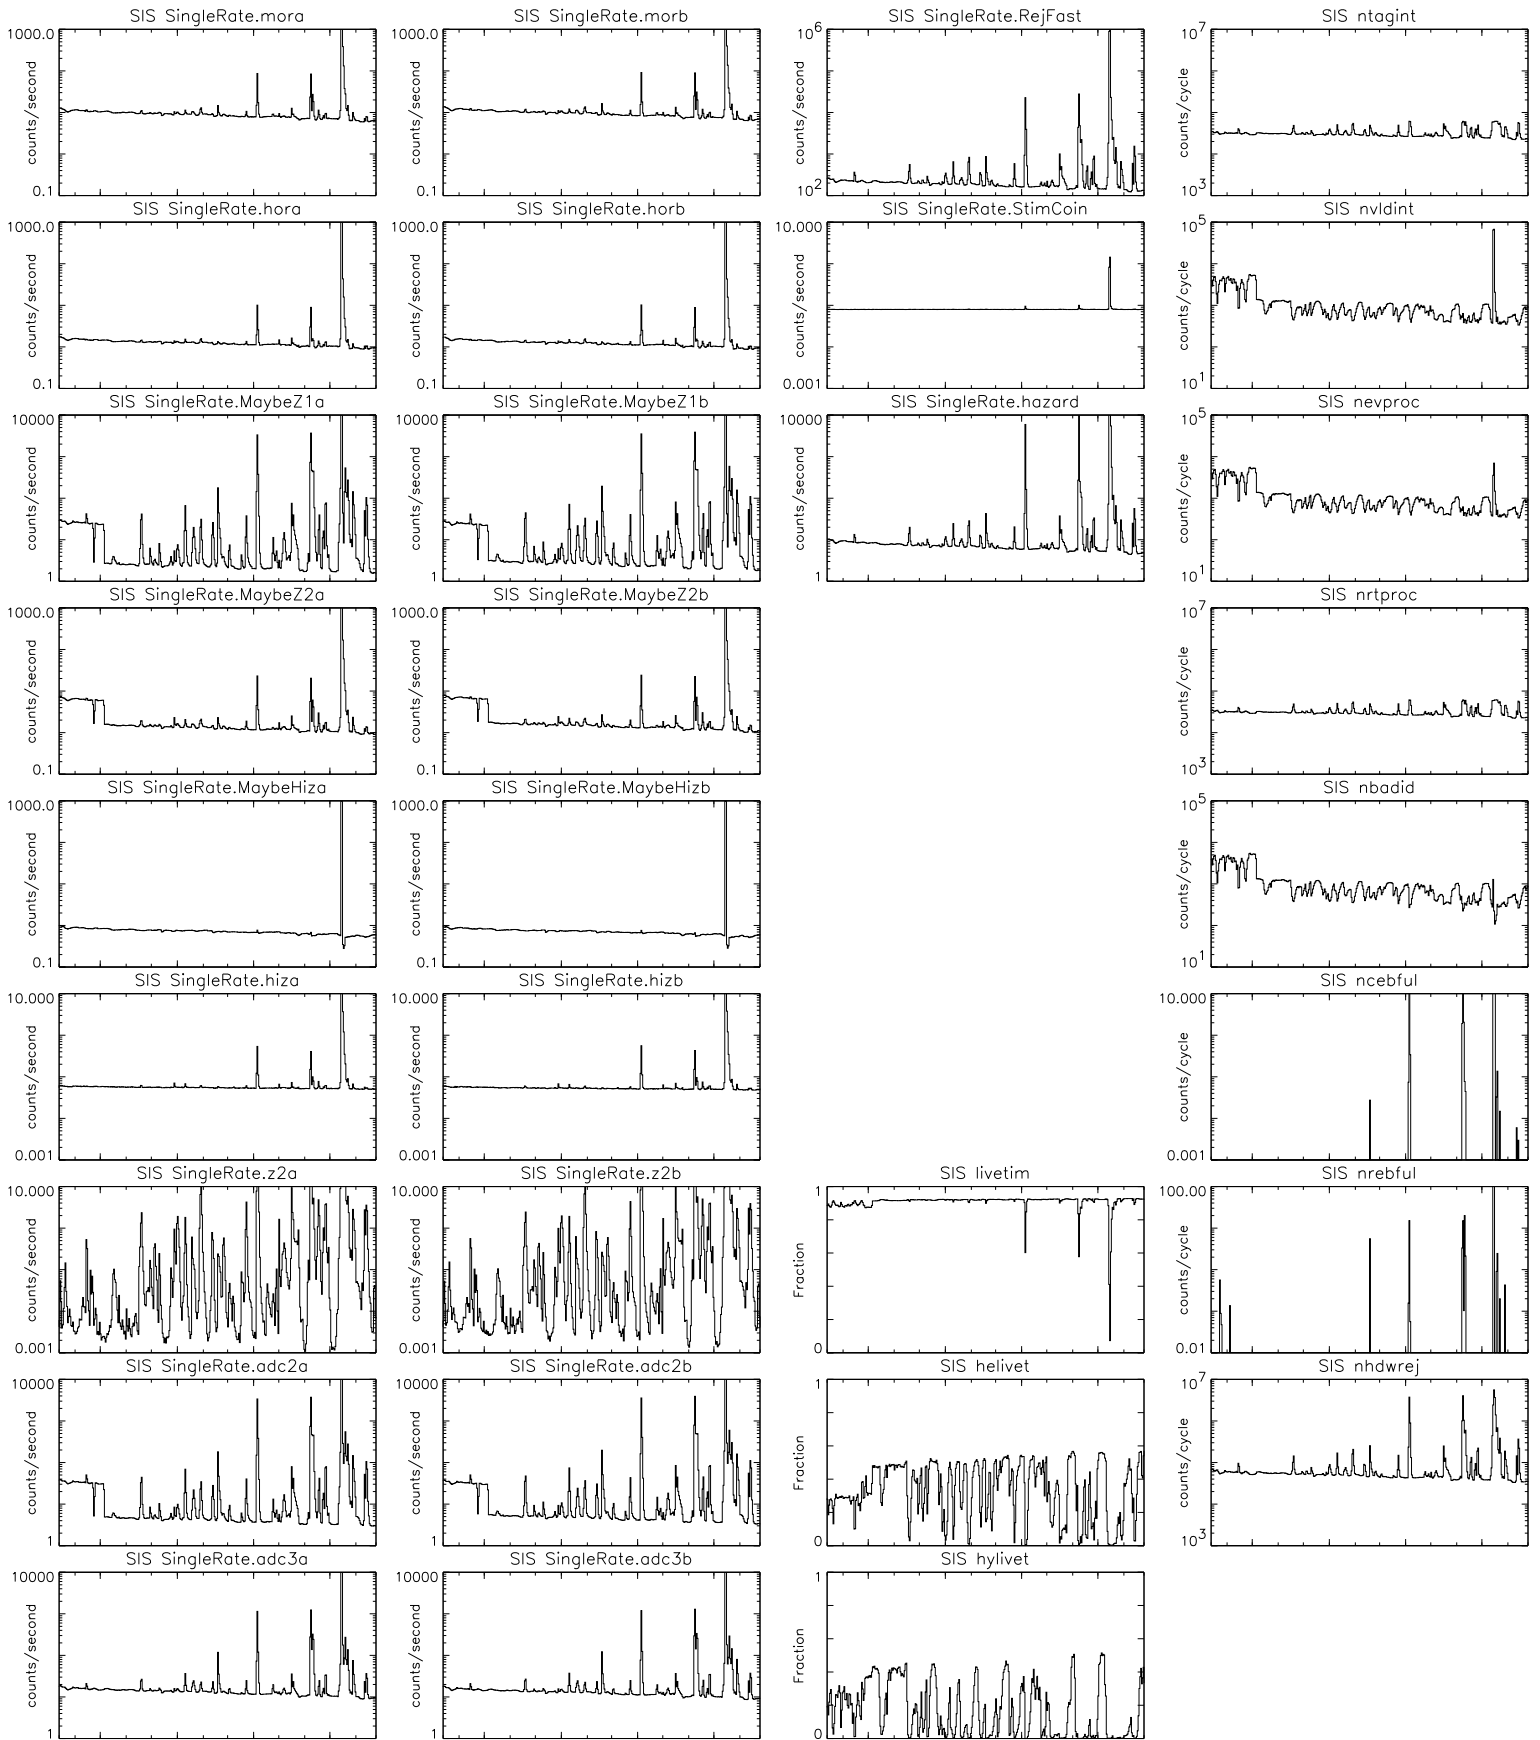 SIS SingleRate.mora
SIS SingleRate.morb
SIS SingleRate.RejFast
SIS ntagint
1000.0
counts/second
0.1
1000.0
counts/second
0.1
10^6
counts/second
10^2
10^7
counts/cycle
10^3
SIS SingleRate.hora
SIS SingleRate.horb
SIS SingleRate.StimCoin
SIS nvldint
1000.0
counts/second
0.1
1000.0
counts/second
0.1
10.000
counts/second
0.001
10^5
counts/cycle
10^1
SIS SingleRate.MaybeZ1a
SIS SingleRate.MaybeZ1b
SIS SingleRate.hazard
SIS nevproc
10000
counts/second
1
10000
counts/second
1
10000
counts/second
1
10^5
counts/cycle
10^1
SIS SingleRate.MaybeZ2a
SIS SingleRate.MaybeZ2b
SIS nrtproc
1000.0
counts/second
0.1
1000.0
counts/second
0.1
10^7
counts/cycle
10^3
SIS SingleRate.MaybeHiza
SIS SingleRate.MaybeHizb
SIS nbadid
1000.0
counts/second
0.1
1000.0
counts/second
0.1
10^5
counts/cycle
10^1
SIS SingleRate.hiza
SIS SingleRate.hizb
SIS ncebful
10.000
counts/second
0.001
10.000
counts/second
0.001
10.000
counts/cycle
0.001
SIS SingleRate.z2a
SIS SingleRate.z2b
SIS livetim
SIS nrebful
10.000
counts/second
0.001
10.000
counts/second
0.001
1
Fraction
0
100.00
counts/cycle
0.01
SIS SingleRate.adc2a
SIS SingleRate.adc2b
SIS helivet
SIS nhdwrej
10000
counts/second
1
10000
counts/second
1
1
Fraction
0
10^7
counts/cycle
10^3
SIS SingleRate.adc3a
SIS SingleRate.adc3b
SIS hylivet
10000
counts/second
1
10000
counts/second
1
1
Fraction
0